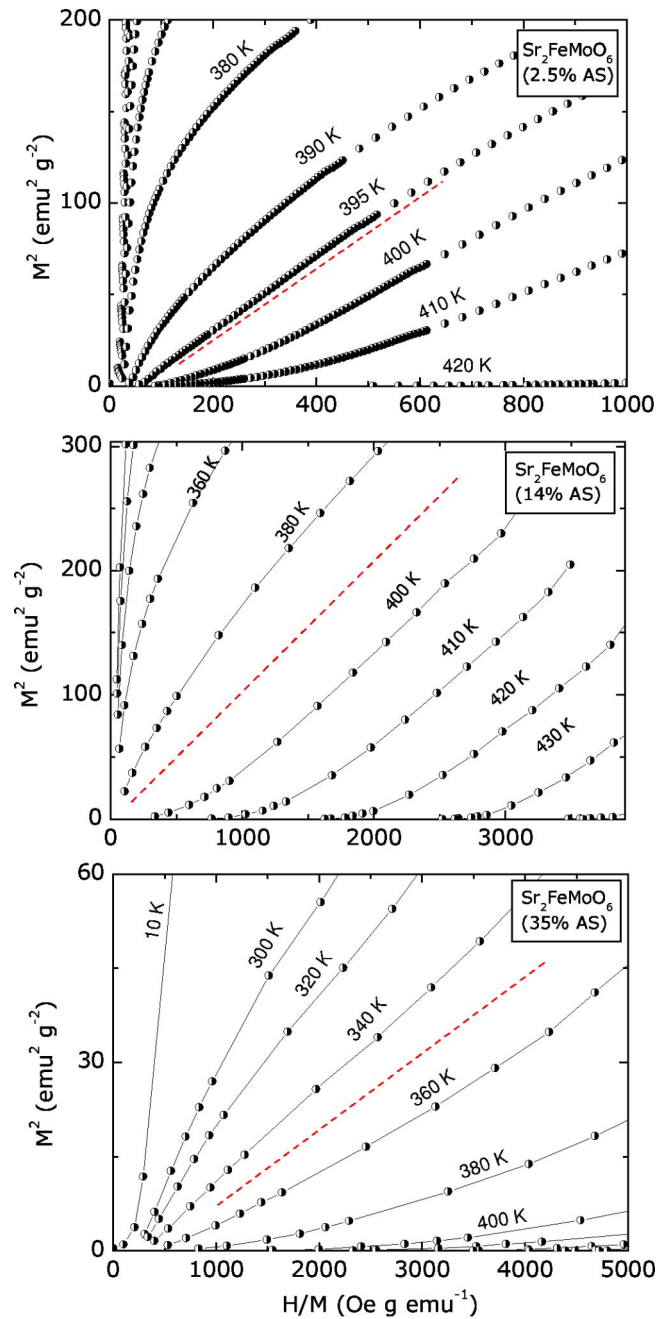 200
100
0
M² (emu² g⁻²)
380 K
390 K
395 K
400 K
410 K
420 K
Sr₂FeMoO₆
(2.5% AS)
0
200
400
600
800
1000
300
200
100
0
M² (emu² g⁻²)
360 K
380 K
400 K
410 K
420 K
430 K
Sr₂FeMoO₆
(14% AS)
0
1000
2000
3000
60
30
0
M² (emu² g⁻²)
10 K
300 K
320 K
340 K
360 K
380 K
400 K
Sr₂FeMoO₆
(35% AS)
0
1000
2000
3000
4000
5000
H/M (Oe g emu⁻¹)